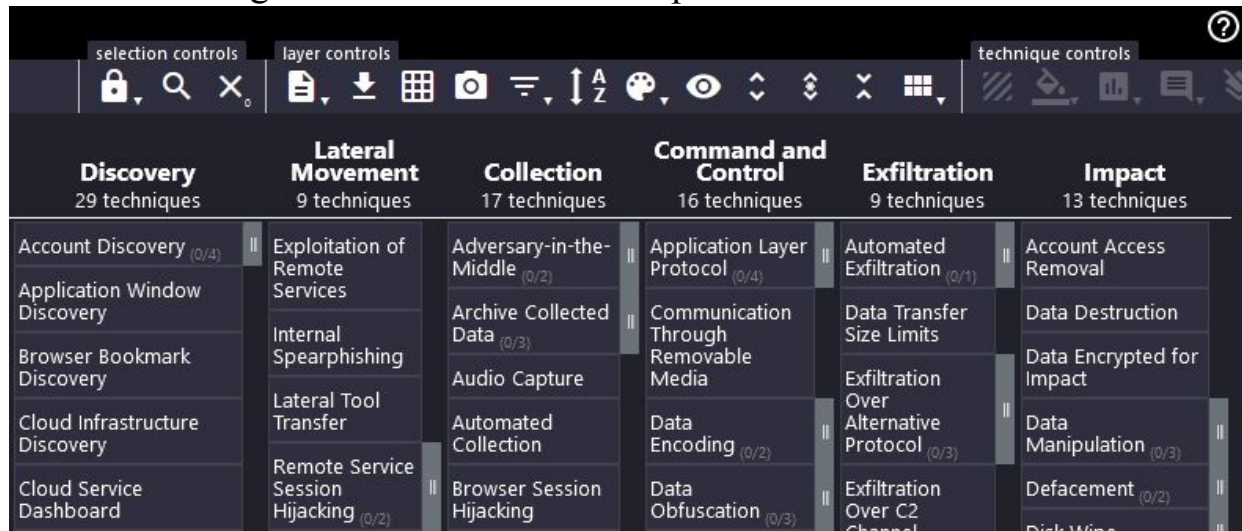 selection controls
layer controls
technique controls
Discovery
29 techniques
Account Discovery (0/4)
Application Window
Discovery
Browser Bookmark
Discovery
Cloud Infrastructure
Discovery
Cloud Service
Dashboard
Lateral
Movement
9 techniques
Exploitation of
Remote
Services
Internal
Spearphishing
Lateral Tool
Transfer
Remote Service
Session
Hijacking (0/2)
Collection
17 techniques
Adversary-in-the-
Middle (0/2)
Archive Collected
Data (0/3)
Audio Capture
Automated
Collection
Browser Session
Hijacking
Command and
Control
16 techniques
Application Layer
Protocol (0/4)
Communication
Through
Removable
Media
Data
Encoding (0/2)
Data
Obfuscation (0/3)
Exfiltration
9 techniques
Automated
Exfiltration (0/1)
Data Transfer
Size Limits
Exfiltration
Over
Alternative
Protocol (0/3)
Exfiltration
Over C2
Channel
Impact
13 techniques
Account Access
Removal
Data Destruction
Data Encrypted for
Impact
Data
Manipulation (0/3)
Defacement (0/2)
Disk Wipe